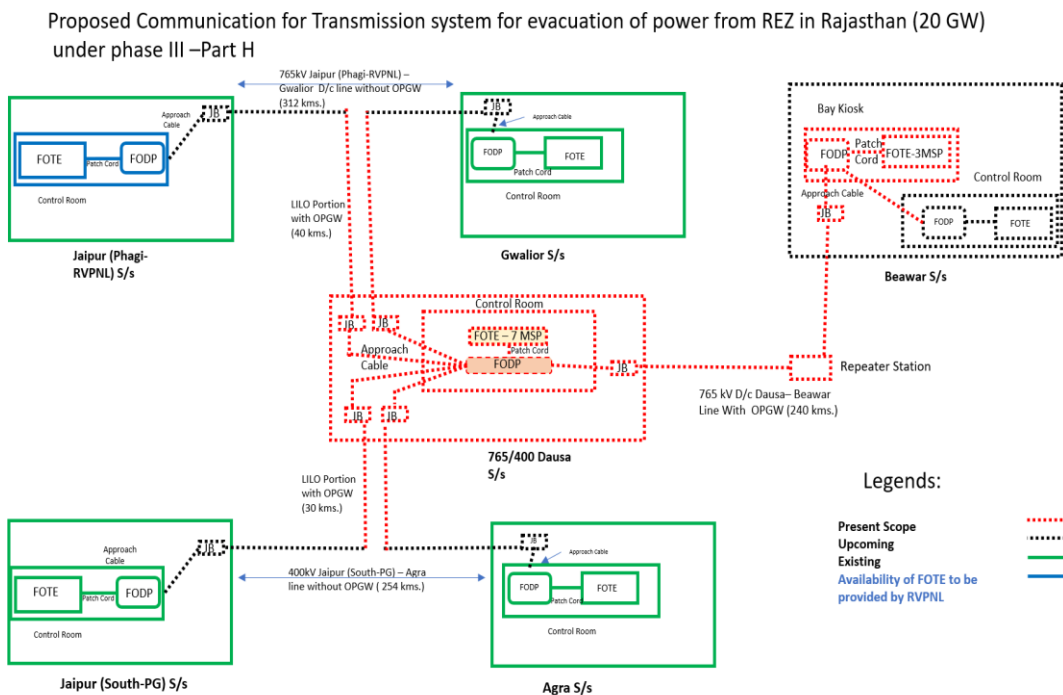 Proposed Communication for Transmission system for evacuation of power from REZ in Rajasthan (20 GW)
under phase III –Part H
765kV Jaipur (Phagi-RVPNL) –
Gwalior D/c line without OPGW
(312 kms.)
Approach
Cable
JB
FOTE
Patch Cord
FODP
Control Room
Jaipur (Phagi-
RVPNL) S/s
JB
Approach Cable
FODP
FOTE
Patch Cord
Control Room
Gwalior S/s
Bay Kiosk
FODP
Patch
Cord
FOTE-3MSP
Control Room
Approach Cable
JB
FODP
FOTE
Beawar S/s
LILO Portion
with OPGW
(40 kms.)
Control Room
JB
JB
FOTE – 7 MSP
Patch Cord
Approach
Cable
FODP
JB
JB
JB
Repeater Station
765 kV D/c Dausa– Beawar
Line With OPGW (240 kms.)
765/400 Dausa
S/s
LILO Portion
with OPGW
(30 kms.)
Approach
Cable
JB
FOTE
Patch Cord
FODP
Control Room
Jaipur (South-PG) S/s
400kV Jaipur (South-PG) – Agra
line without OPGW ( 254 kms.)
JB
Approach Cable
FODP
FOTE
Patch Cord
Control Room
Agra S/s
Legends:
Present Scope
Upcoming
Existing
Availability of FOTE to be
provided by RVPNL